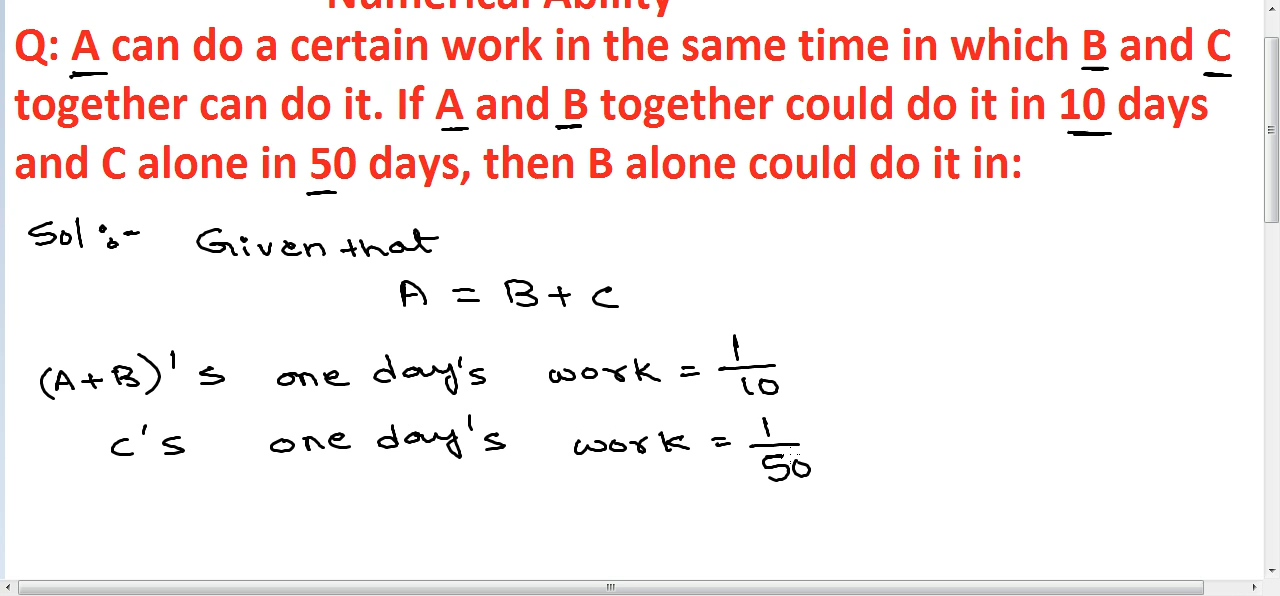 Numerical Ability
Q: A can do a certain work in the same time in which B and C
together can do it. If A and B together could do it in 10 days
and C alone in 50 days, then B alone could do it in:
Sol :- Given that
A = B + C
(A+B)'s one day's work = 1/10
C's one day's work = 1/50